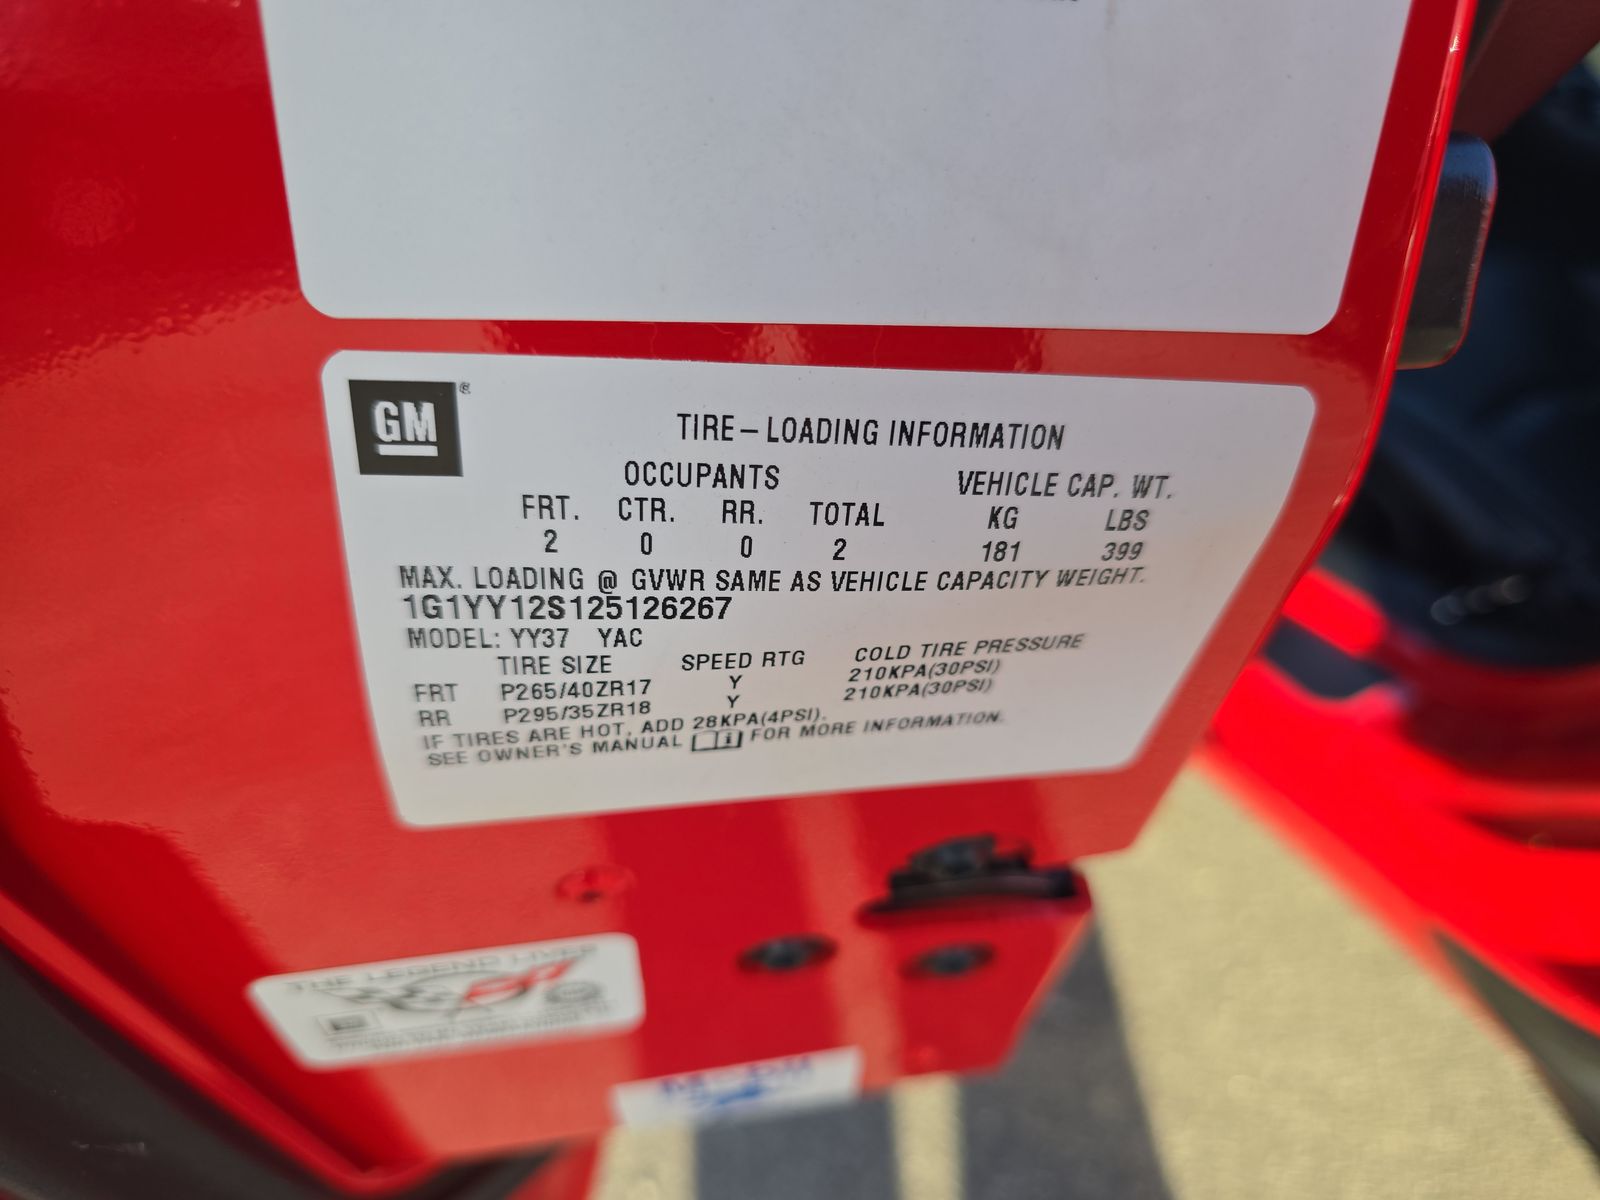 GM®
TIRE – LOADING INFORMATION
OCCUPANTS VEHICLE CAP. WT.
FRT. CTR. RR. TOTAL KG LBS
2 0 0 2 181 399
MAX. LOADING @ GVWR SAME AS VEHICLE CAPACITY WEIGHT.
1G1YY12S125126267
MODEL: YY37 YAC
TIRE SIZE SPEED RTG COLD TIRE PRESSURE
FRT P265/40ZR17 Y 210KPA(30PSI)
RR P295/35ZR18 Y 210KPA(30PSI)
IF TIRES ARE HOT, ADD 28KPA(4PSI).
SEE OWNER'S MANUAL FOR MORE INFORMATION.
THE LEGEND LIVES